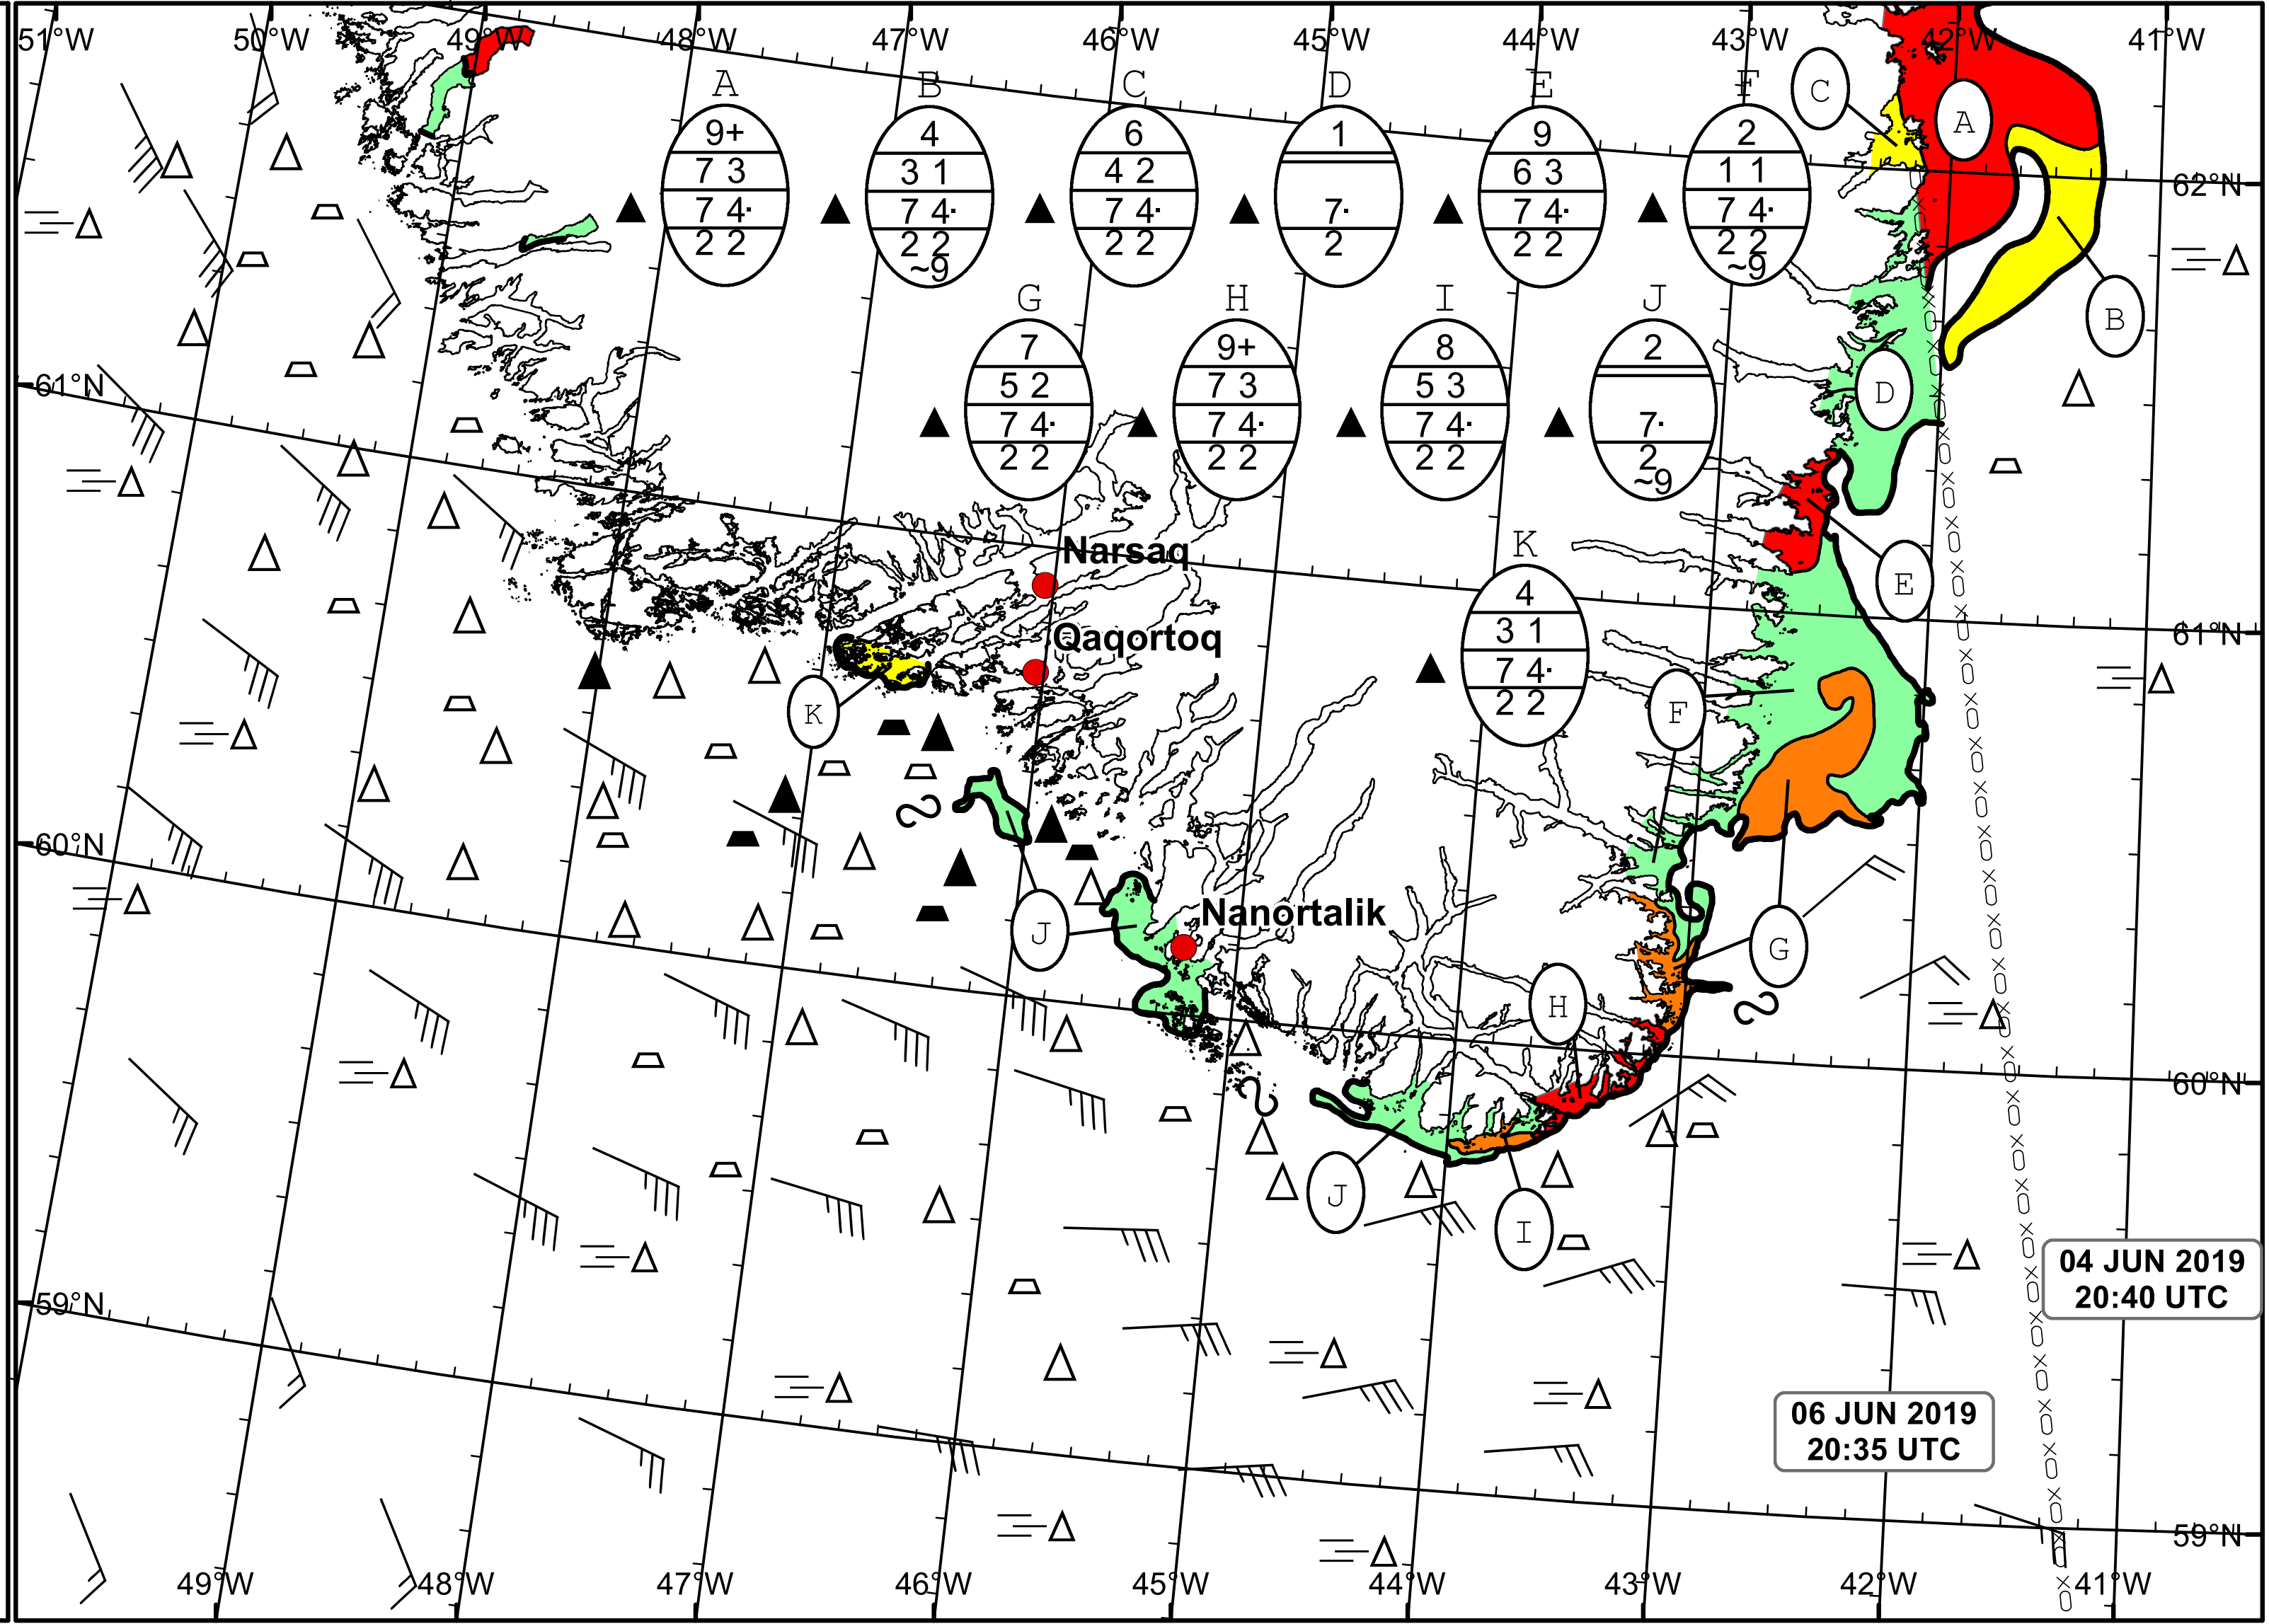 51°W 50°W 49°W 48°W 47°W 46°W 45°W 44°W 43°W 42°W 41°W
A B C D E F
9+ 4 6 1 9 2
7 3 3 1 4 2 6 3 1 1
7 4· 7 4· 7 4· 7· 7 4· 7 4·
2 2 2 2 2 2 2 2 2 2 2
~9 ~9
C
A
62°N
B
G H I J
7 9+ 8 2
5 2 7 3 5 3
7 4· 7 4· 7 4· 7·
2 2 2 2 2 2 2
~9
61°N
D
E
Narsaq
K
4
3 1
7 4·
2 2
Qaqortoq
61°N
K
F
60°N
Nanortalik
J
G
H
60°N
J
I
04 JUN 2019
20:40 UTC
59°N
06 JUN 2019
20:35 UTC
59°N
49°W 48°W 47°W 46°W 45°W 44°W 43°W 42°W 41°W